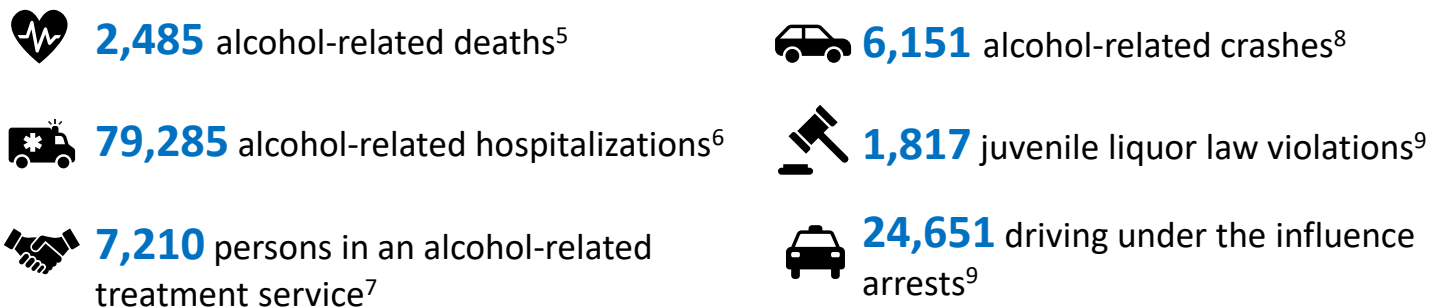 2,485 alcohol-related deaths⁵
79,285 alcohol-related hospitalizations⁶
7,210 persons in an alcohol-related
treatment service⁷
6,151 alcohol-related crashes⁸
1,817 juvenile liquor law violations⁹
24,651 driving under the influence
arrests⁹